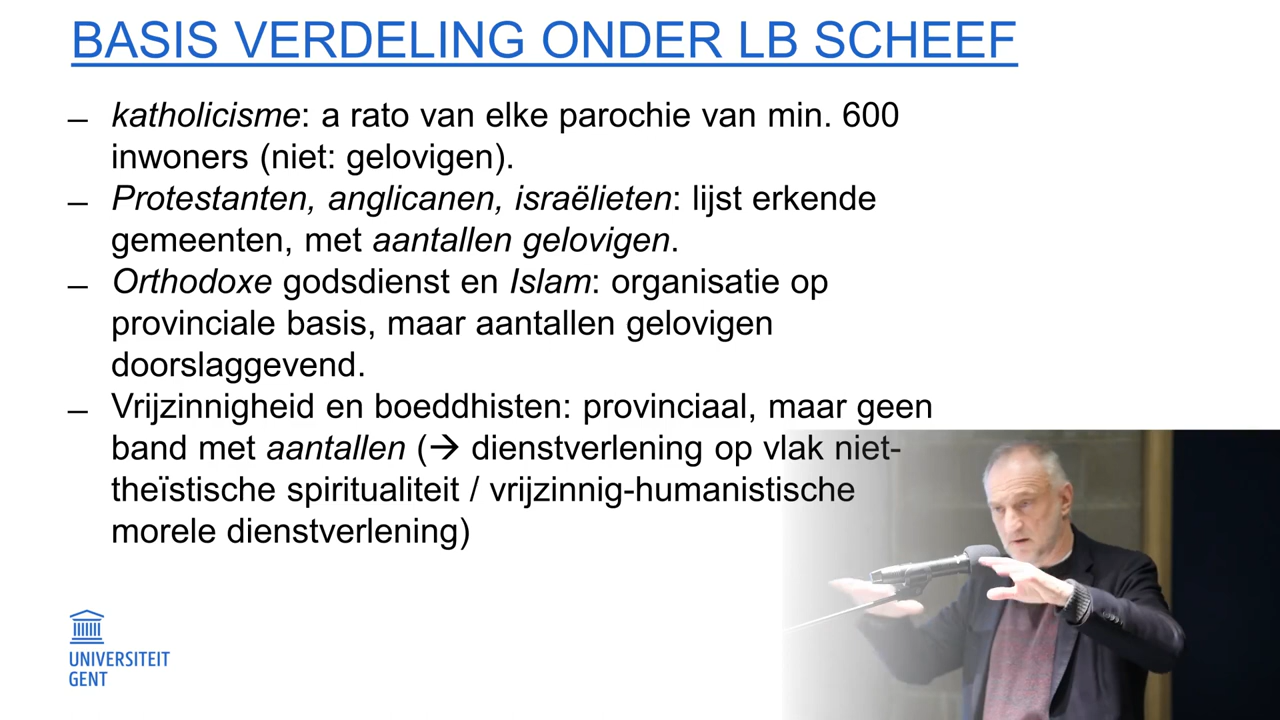 BASIS VERDELING ONDER LB SCHEEF
– katholicisme: a rato van elke parochie van min. 600
inwoners (niet: gelovigen).
– Protestanten, anglicanen, israëlieten: lijst erkende
gemeenten, met aantallen gelovigen.
– Orthodoxe godsdienst en Islam: organisatie op
provinciale basis, maar aantallen gelovigen
doorslaggevend.
– Vrijzinnigheid en boeddhisten: provinciaal, maar geen
band met aantallen (→ dienstverlening op vlak niet-
theïstische spiritualiteit / vrijzinnig-humanistische
morele dienstverlening)
UNIVERSITEIT
GENT